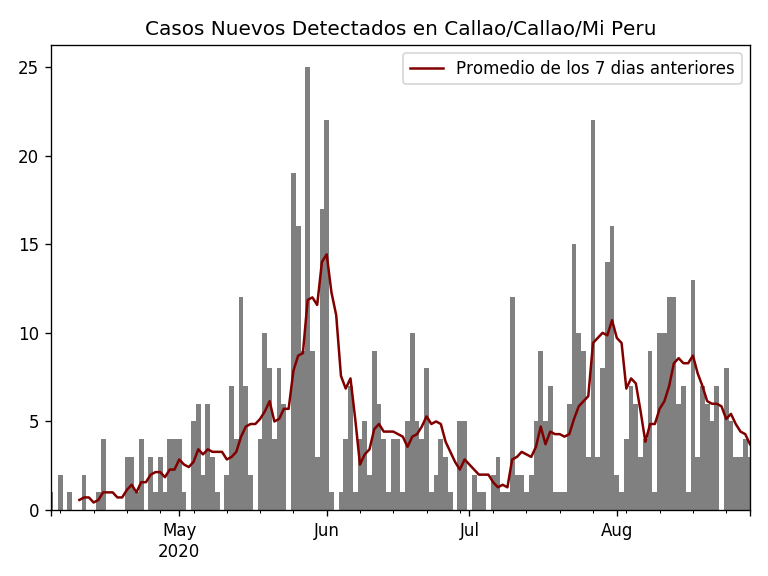 Casos Nuevos Detectados en Callao/Callao/Mi Peru
Promedio de los 7 dias anteriores
25
20
15
10
5
0
May
2020
Jun
Jul
Aug